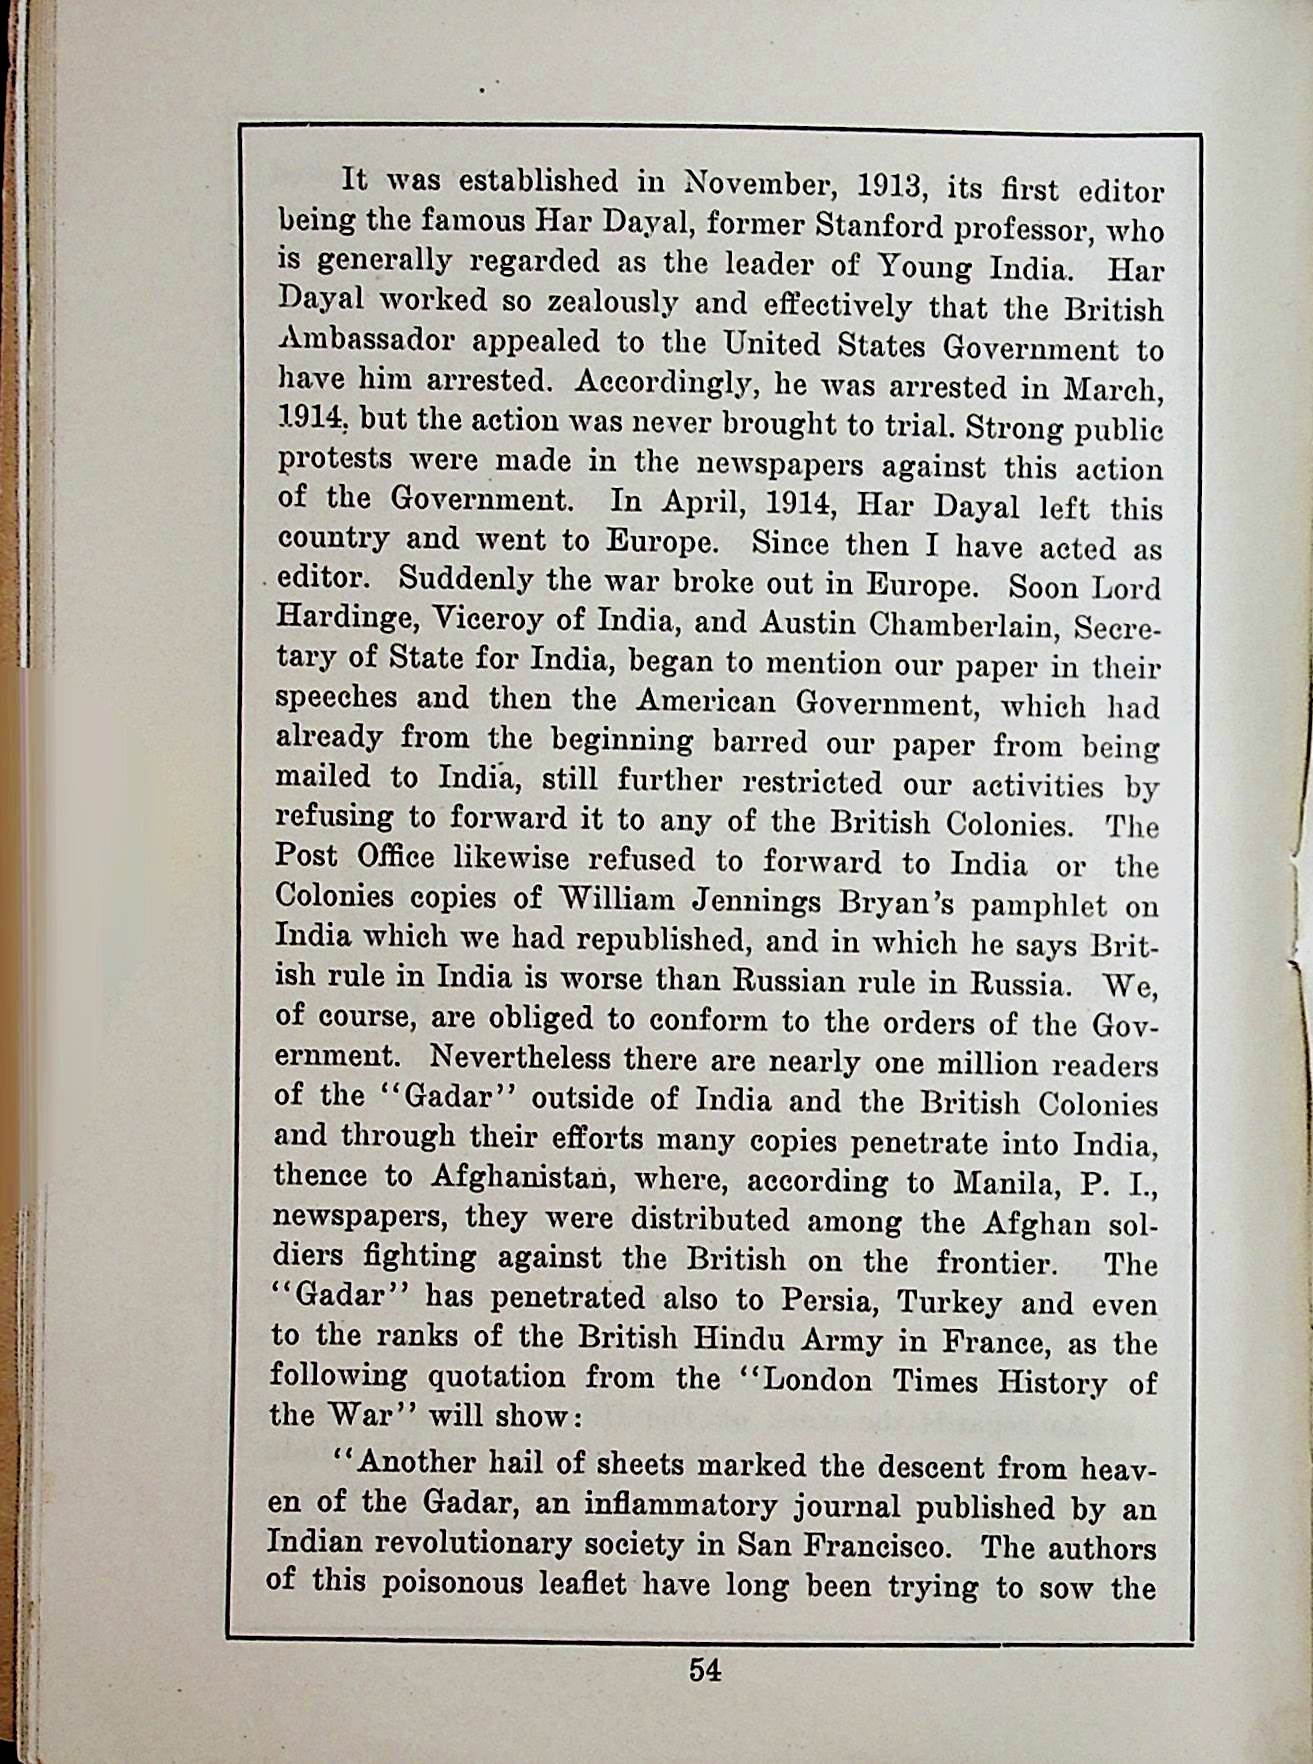 It was established in November, 1913, its first editor
being the famous Har Dayal, former Stanford professor, who
is generally regarded as the leader of Young India. Har
Dayal worked so zealously and effectively that the British
Ambassador appealed to the United States Government to
have him arrested. Accordingly, he was arrested in March,
1914, but the action was never brought to trial. Strong public
protests were made in the newspapers against this action
of the Government. In April, 1914, Har Dayal left this
country and went to Europe. Since then I have acted as
editor. Suddenly the war broke out in Europe. Soon Lord
Hardinge, Viceroy of India, and Austin Chamberlain, Secre-
tary of State for India, began to mention our paper in their
speeches and then the American Government, which had
already from the beginning barred our paper from being
mailed to India, still further restricted our activities by
refusing to forward it to any of the British Colonies. The
Post Office likewise refused to forward to India or the
Colonies copies of William Jennings Bryan's pamphlet on
India which we had republished, and in which he says Brit-
ish rule in India is worse than Russian rule in Russia. We,
of course, are obliged to conform to the orders of the Gov-
ernment. Nevertheless there are nearly one million readers
of the "Gadar" outside of India and the British Colonies
and through their efforts many copies penetrate into India,
thence to Afghanistan, where, according to Manila, P. I.,
newspapers, they were distributed among the Afghan sol-
diers fighting against the British on the frontier. The
"Gadar" has penetrated also to Persia, Turkey and even
to the ranks of the British Hindu Army in France, as the
following quotation from the "London Times History of
the War" will show:
"Another hail of sheets marked the descent from heav-
en of the Gadar, an inflammatory journal published by an
Indian revolutionary society in San Francisco. The authors
of this poisonous leaflet have long been trying to sow the
54